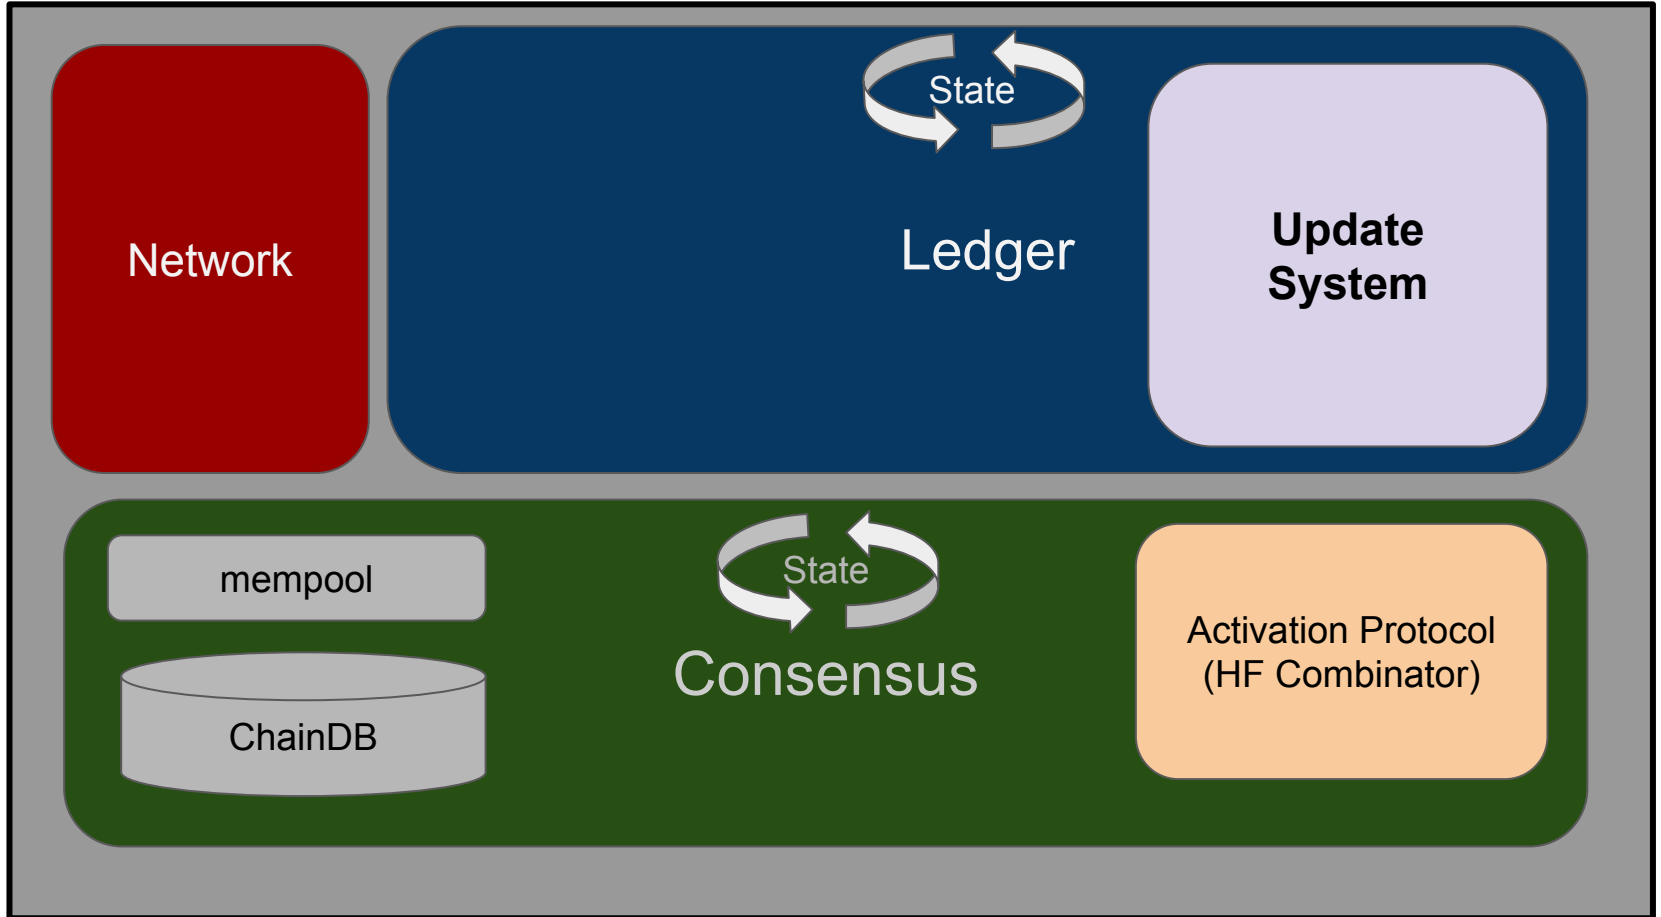 Network
State
Ledger
Update
System
mempool
ChainDB
State
Consensus
Activation Protocol
(HF Combinator)